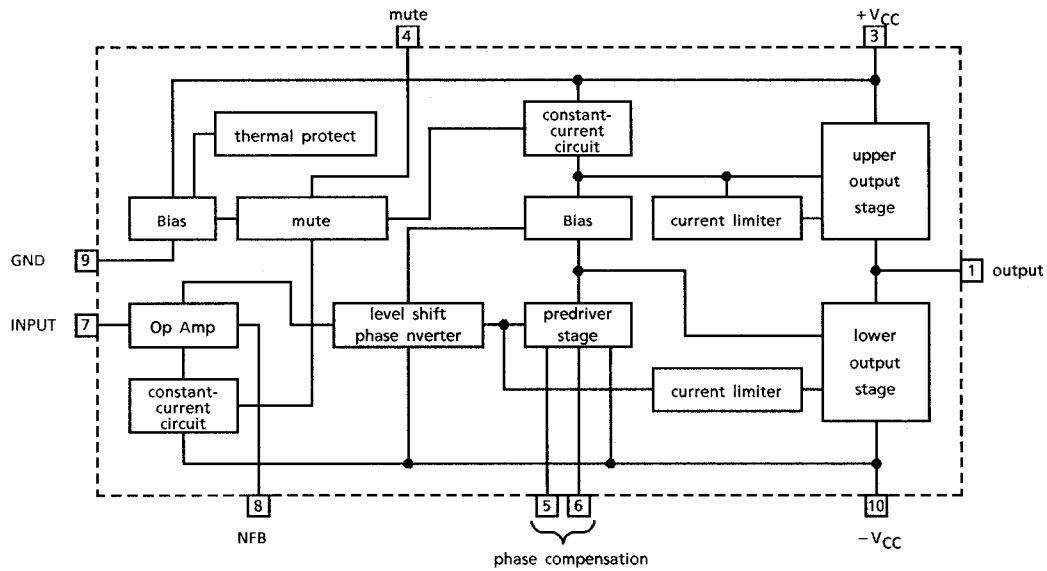 mute
+VCC
4
3
thermal protect
constant-
current
circuit
upper
output
stage
Bias
mute
Bias
current limiter
GND
9
1
output
INPUT
7
Op Amp
level shift
phase nverter
predriver
stage
lower
output
stage
constant-
current
circuit
current limiter
8
5
6
10
NFB
−VCC
phase compensation